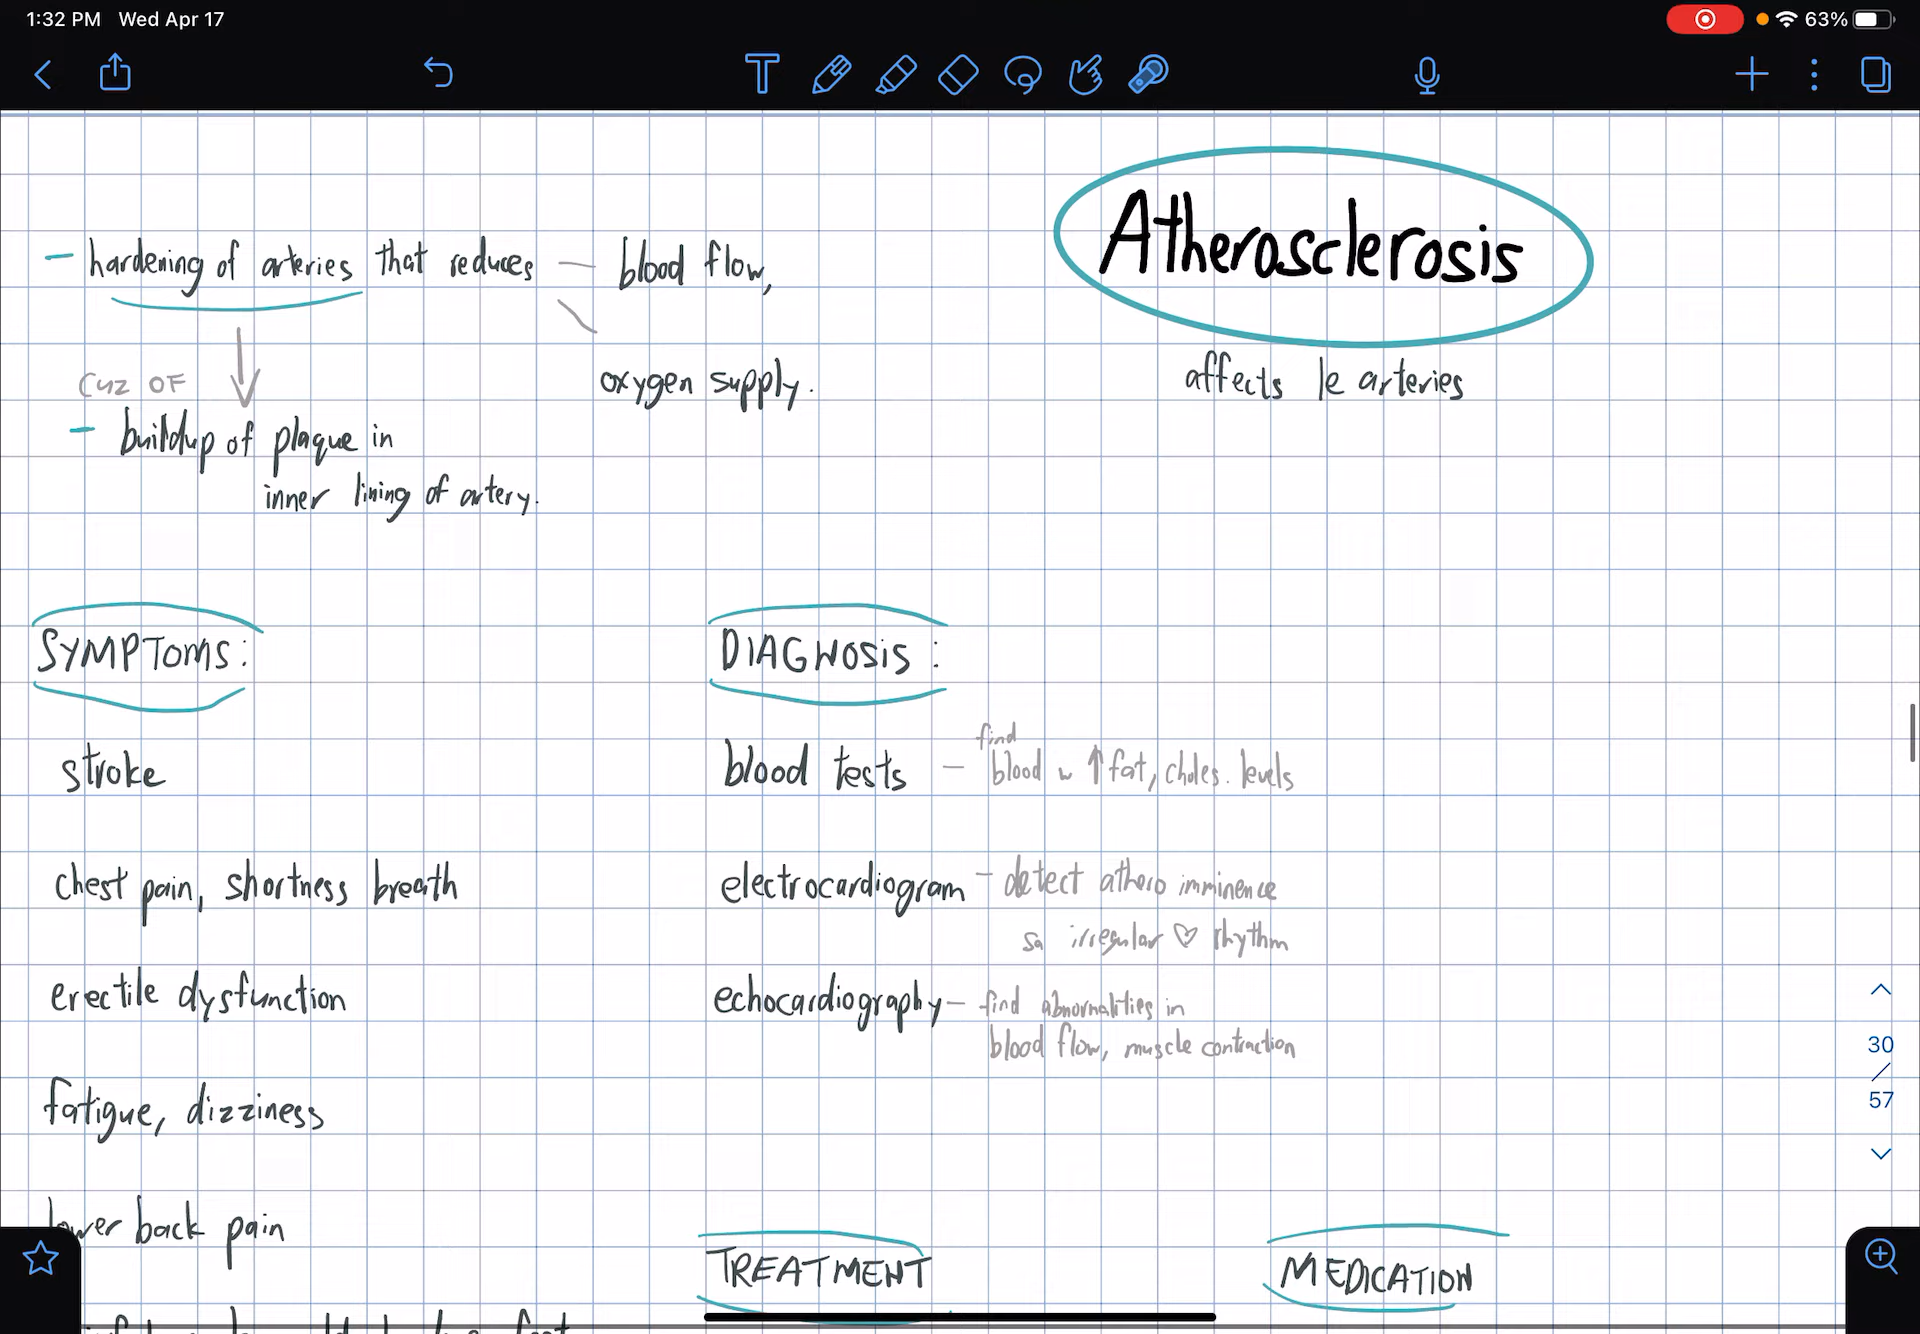 1:32 PM Wed Apr 17
63%
Atherosclerosis
affects le arteries
- hardening of arteries that reduces - blood flow,
oxygen supply.
cuz OF
- buildup of plaque in
inner lining of artery.
SYMPTOMS:
stroke
chest pain, shortness breath
erectile dysfunction
fatigue, dizziness
lower back pain
DIAGNOSIS:
blood tests - find
blood w ↑ fat, choles. levels
electrocardiogram - detect athero imminence
sa irregular ♡ rhythm
echocardiography - find abnormalities in
blood flow, muscle contraction
TREATMENT
MEDICATION
30
/
57